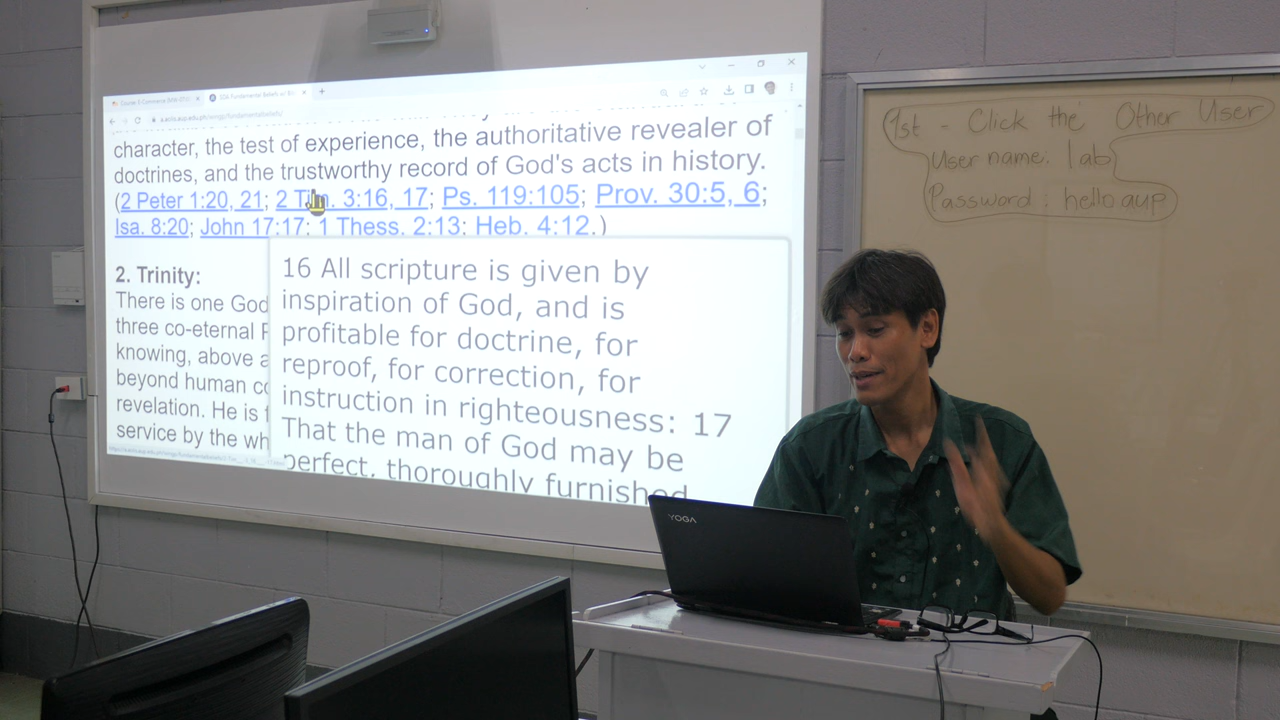 SDA Fundamental Beliefs
character, the test of experience, the authoritative revealer of
doctrines, and the trustworthy record of God's acts in history.
(2 Peter 1:20, 21; 2 Tim. 3:16, 17; Ps. 119:105; Prov. 30:5, 6;
Isa. 8:20; John 17:17; 1 Thess. 2:13; Heb. 4:12.)
2. Trinity:
There is one God
three co-eternal
knowing, above
beyond human
revelation. He is
service by the
16 All scripture is given by
inspiration of God, and is
profitable for doctrine, for
reproof, for correction, for
instruction in righteousness: 17
That the man of God may be
perfect, thoroughly furnished
1st - Click the Other User
User name: lab
Password : hello aup
YOGA